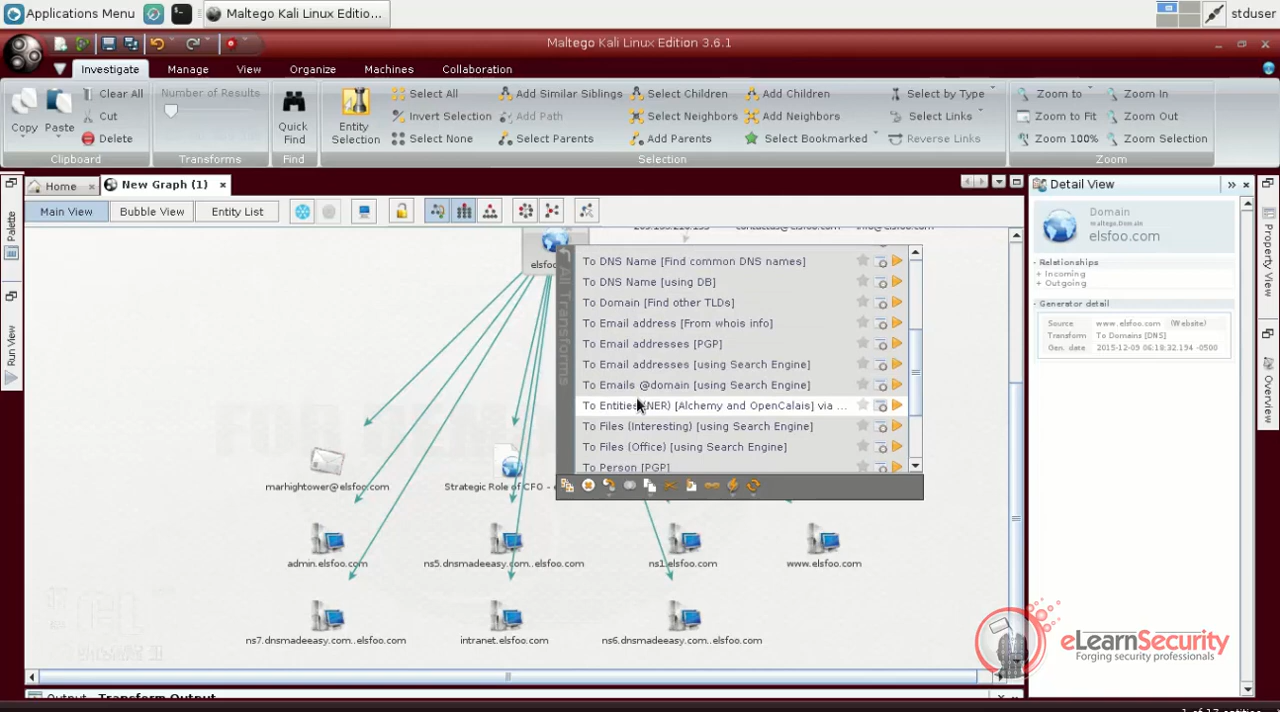 Applications Menu
Maltego Kali Linux Editio...
stduser
Maltego Kali Linux Edition 3.6.1
Investigate
Manage
View
Organize
Machines
Collaboration
Copy
Paste
Clear All
Cut
Delete
Clipboard
Number of Results
Transforms
Quick
Find
Find
Entity
Selection
Select All
Invert Selection
Select None
Add Similar Siblings
Add Path
Select Parents
Select Children
Select Neighbors
Add Parents
Add Children
Add Neighbors
Select Bookmarked
Select by Type
Select Links
Reverse Links
Selection
Zoom to
Zoom to Fit
Zoom 100%
Zoom In
Zoom Out
Zoom Selection
Zoom
Home
New Graph (1)
Main View
Bubble View
Entity List
Palette
Run View
All Transforms
To DNS Name [Find common DNS names]
To DNS Name [using DB]
To Domain [Find other TLDs]
To Email address [From whois info]
To Email addresses [PGP]
To Email addresses [using Search Engine]
To Emails @domain [using Search Engine]
To Entities (NER) [Alchemy and OpenCalais] via ...
To Files (Interesting) [using Search Engine]
To Files (Office) [using Search Engine]
To Person [PGP]
marhightower@elsfoo.com
Strategic Role of CFO -
admin.elsfoo.com
ns5.dnsmadeeasy.com..elsfoo.com
ns1.elsfoo.com
www.elsfoo.com
ns7.dnsmadeeasy.com..elsfoo.com
intranet.elsfoo.com
ns6.dnsmadeeasy.com..elsfoo.com
Detail View
Domain
maltego.Domain
elsfoo.com
Relationships
Incoming
Outgoing
Generator detail
Source www.elsfoo.com (Website)
Transform To Domains [DNS]
Gen. date 2015-12-09 06:18:32.194 -0500
Property View
Overview
eLearnSecurity
Forging security professionals
Output - Transform Output